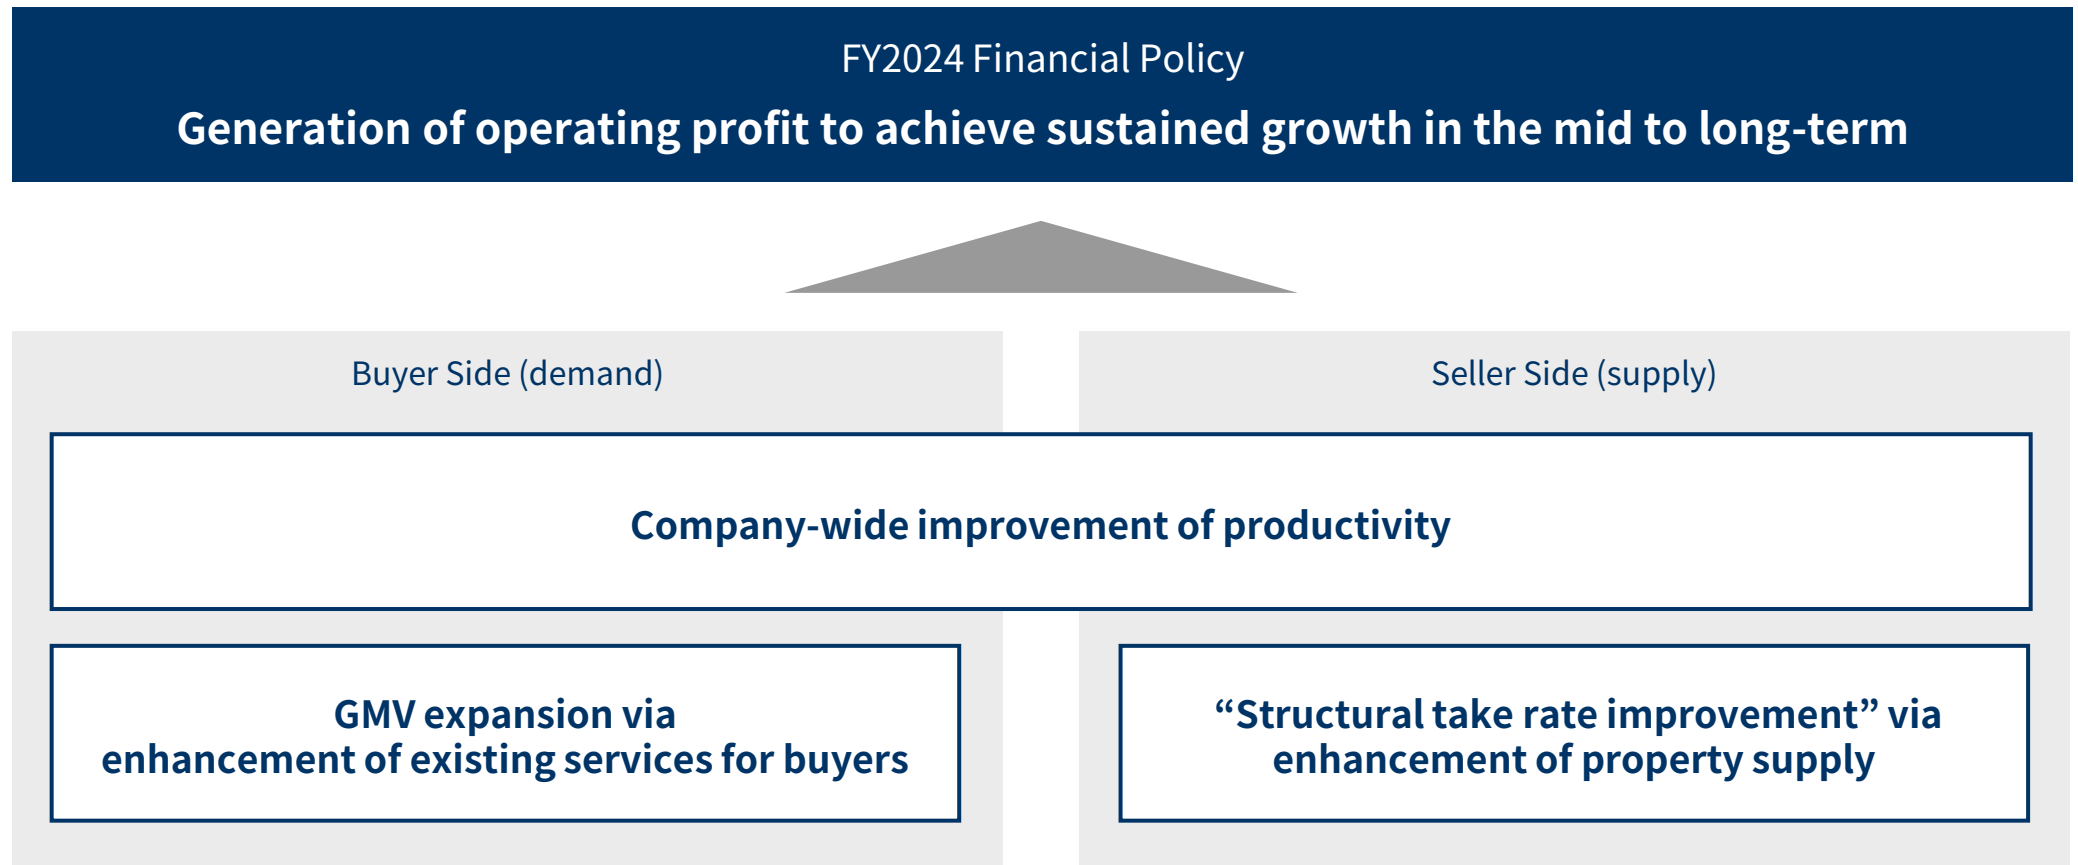 FY2024 Financial Policy
Generation of operating profit to achieve sustained growth in the mid to long-term
Buyer Side (demand)
Seller Side (supply)
Company-wide improvement of productivity
GMV expansion via
enhancement of existing services for buyers
“Structural take rate improvement” via
enhancement of property supply